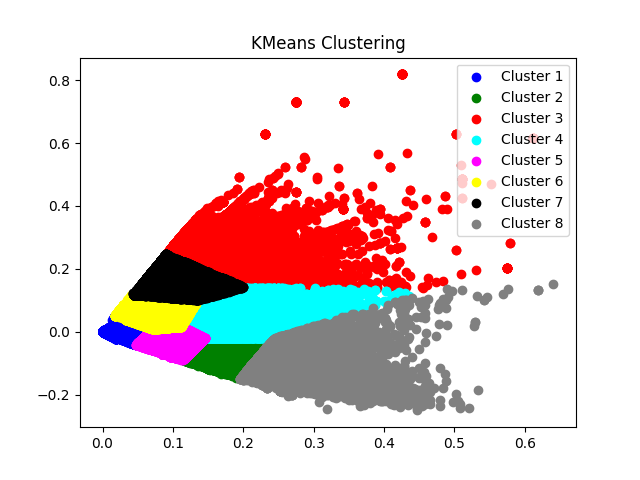 KMeans Clustering
Cluster 1
Cluster 2
Cluster 3
Cluster 4
Cluster 5
Cluster 6
Cluster 7
Cluster 8
0.8
0.6
0.4
0.2
0.0
−0.2
0.0 0.1 0.2 0.3 0.4 0.5 0.6